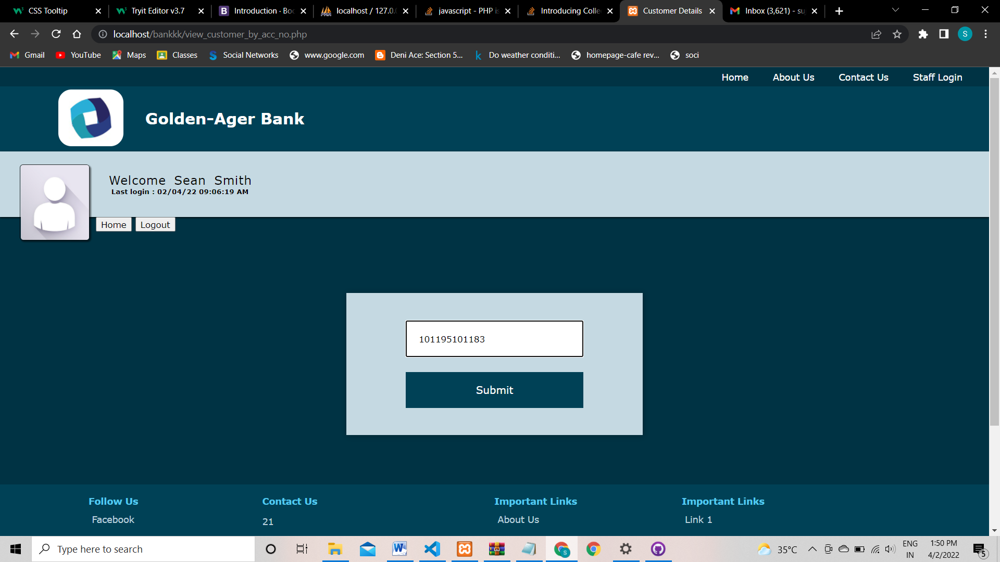 CSS Tooltip
Tryit Editor v3.7
Introduction · Boo
localhost / 127.0.0
javascript - PHP is
Introducing Colle
Customer Details
Inbox (3,621) - su
localhost/bankkk/view_customer_by_acc_no.php
S
Gmail
YouTube
Maps
Classes
Social Networks
www.google.com
Deni Ace: Section 5...
Do weather conditi...
homepage-cafe rev...
soci
Home
About Us
Contact Us
Staff Login
Golden-Ager Bank
Welcome Sean Smith
Last login : 02/04/22 09:06:19 AM
Home
Logout
101195101183
Submit
Follow Us
Contact Us
Important Links
Important Links
Facebook
21
About Us
Link 1
Type here to search
35°C
ENG
IN
1:50 PM
4/2/2022
5